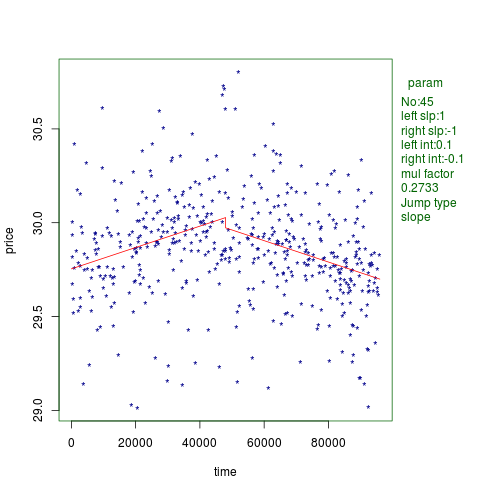 param
No:45
left slp:1
right slp:-1
left int:0.1
right int:-0.1
mul factor
0.2733
Jump type
slope
price
30.5
30.0
29.5
29.0
0 20000 40000 60000 80000
time